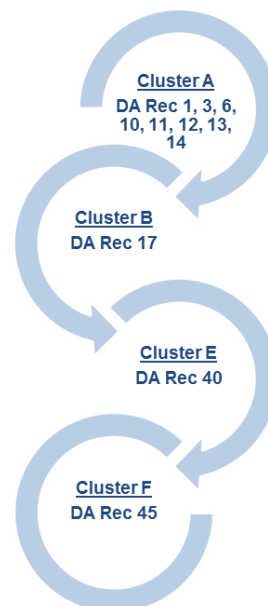 Cluster A
DA Rec 1, 3, 6,
10, 11, 12, 13,
14
Cluster B
DA Rec 17
Cluster E
DA Rec 40
Cluster F
DA Rec 45